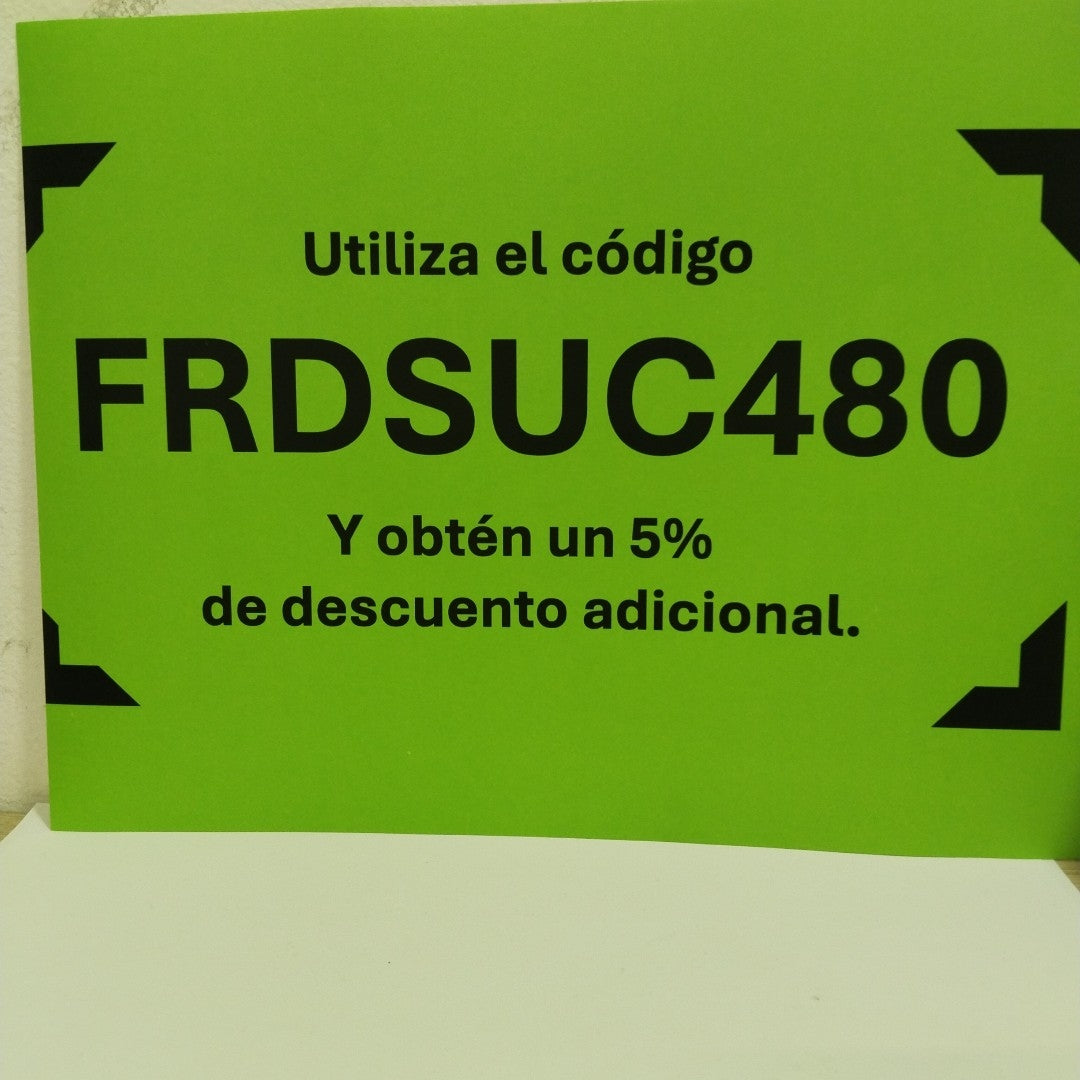 Utiliza el código
FRDSUC480
Y obtén un 5%
de descuento adicional.